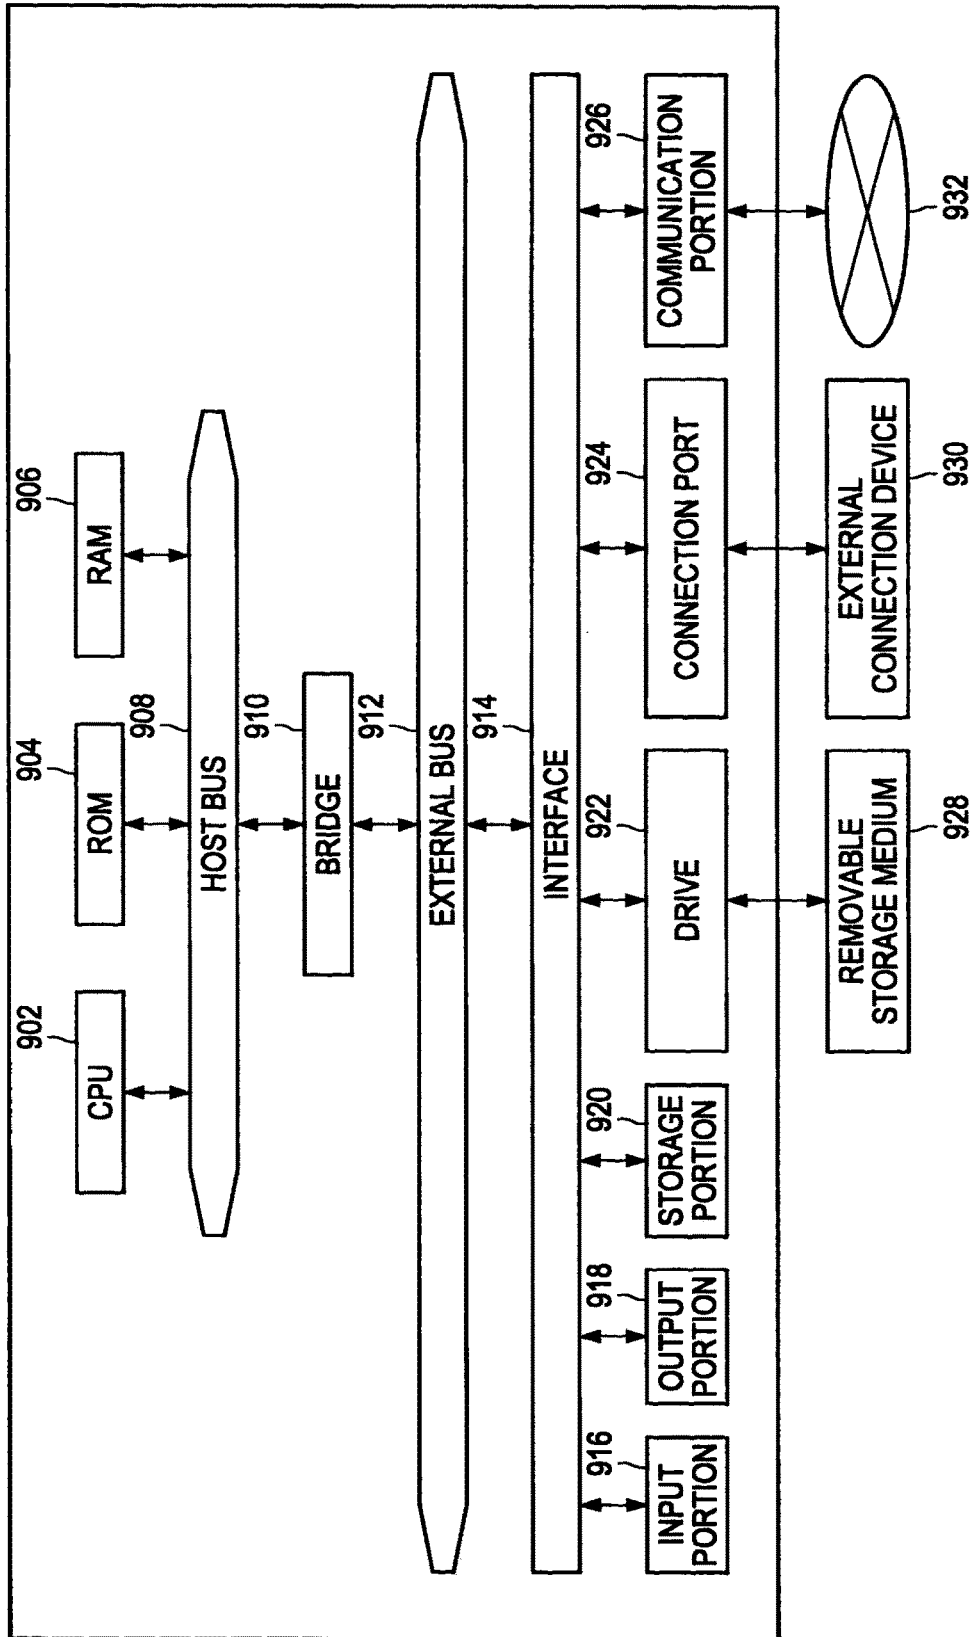 902
904
906
CPU
ROM
RAM
908
HOST BUS
910
BRIDGE
912
EXTERNAL BUS
914
INTERFACE
916
918
920
922
924
926
INPUT
PORTION
OUTPUT
PORTION
STORAGE
PORTION
DRIVE
CONNECTION PORT
COMMUNICATION
PORTION
REMOVABLE
STORAGE MEDIUM
EXTERNAL
CONNECTION DEVICE
928
930
932